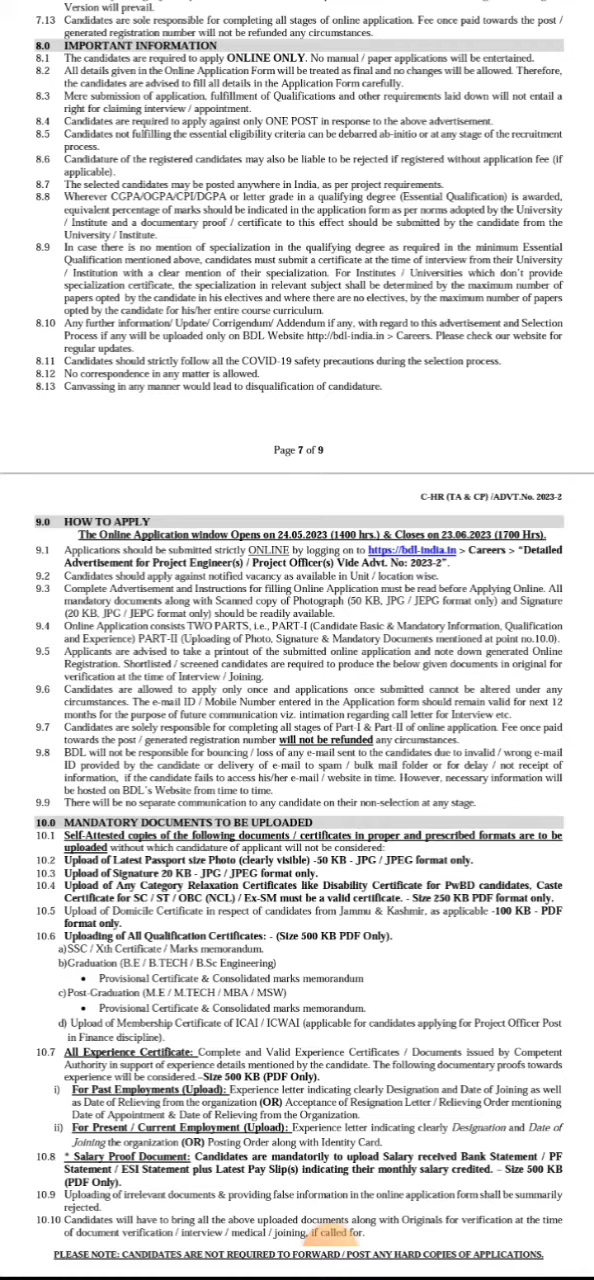 Version will prevail.
7.13 Candidates are sole responsible for completing all stages of online application. Fee once paid towards the post /
generated registration number will not be refunded any circumstances.
8.0 IMPORTANT INFORMATION
8.1 The candidates are required to apply ONLINE ONLY. No manual / paper applications will be entertained.
8.2 All details given in the Online Application Form will be treated as final and no changes will be allowed. Therefore,
the candidates are advised to fill all details in the Application Form carefully.
8.3 Mere submission of application, fulfillment of Qualifications and other requirements laid down will not entail a
right for claiming interview / appointment.
8.4 Candidates are required to apply against only ONE POST in response to the above advertisement.
8.5 Candidates not fulfilling the essential eligibility criteria can be debarred ab-initio or at any stage of the recruitment
process.
8.6 Candidature of the registered candidates may also be liable to be rejected if registered without application fee (if
applicable).
8.7 The selected candidates may be posted anywhere in India, as per project requirements.
8.8 Wherever CGPA/OGPA/CPI/DGPA or letter grade in a qualifying degree (Essential Qualification) is awarded,
equivalent percentage of marks should be indicated in the application form as per norms adopted by the University
/ Institute and a documentary proof / certificate to this effect should be submitted by the candidate from the
University / Institute.
8.9 In case there is no mention of specialization in the qualifying degree as required in the minimum Essential
Qualification mentioned above, candidates must submit a certificate at the time of interview from their University
/ Institution with a clear mention of their specialization. For Institutes / Universities which don't provide
specialization certificate, the specialization in relevant subject shall be determined by the maximum number of
papers opted by the candidate in his electives and where there are no electives, by the maximum number of papers
opted by the candidate for his/her entire course curriculum.
8.10 Any further information/ Update/ Corrigendum/ Addendum if any, with regard to this advertisement and Selection
Process if any will be uploaded only on BDL Website http://bdl-india.in > Careers. Please check our website for
regular updates.
8.11 Candidates should strictly follow all the COVID-19 safety precautions during the selection process.
8.12 No correspondence in any matter is allowed.
8.13 Canvassing in any manner would lead to disqualification of candidature.
Page 7 of 9
C-HR (TA & CP) /ADVT.No. 2023-2
9.0 HOW TO APPLY
The Online Application window Opens on 24.05.2023 (1400 hrs.) & Closes on 23.06.2023 (1700 Hrs).
9.1 Applications should be submitted strictly ONLINE by logging on to https://bdl-india.in > Careers > "Detailed
Advertisement for Project Engineer(s) / Project Officer(s) Vide Advt. No: 2023-2".
9.2 Candidates should apply against notified vacancy as available in Unit / location wise.
9.3 Complete Advertisement and Instructions for filling Online Application must be read before Applying Online. All
mandatory documents along with Scanned copy of Photograph (50 KB, JPG / JEPG format only) and Signature
(20 KB, JPG / JEPG format only) should be readily available.
9.4 Online Application consists TWO PARTS, i.e., PART-I (Candidate Basic & Mandatory Information, Qualification
and Experience) PART-II (Uploading of Photo, Signature & Mandatory Documents mentioned at point no.10.0).
9.5 Applicants are advised to take a printout of the submitted online application and note down generated Online
Registration. Shortlisted / screened candidates are required to produce the below given documents in original for
verification at the time of Interview / Joining.
9.6 Candidates are allowed to apply only once and applications once submitted cannot be altered under any
circumstances. The e-mail ID / Mobile Number entered in the Application form should remain valid for next 12
months for the purpose of future communication viz. intimation regarding call letter for Interview etc.
9.7 Candidates are solely responsible for completing all stages of Part-I & Part-II of online application. Fee once paid
towards the post / generated registration number will not be refunded any circumstances.
9.8 BDL will not be responsible for bouncing / loss of any e-mail sent to the candidates due to invalid / wrong e-mail
ID provided by the candidate or delivery of e-mail to spam / bulk mail folder or for delay / not receipt of
information, if the candidate fails to access his/her e-mail / website in time. However, necessary information will
be hosted on BDL's Website from time to time.
9.9 There will be no separate communication to any candidate on their non-selection at any stage.
10.0 MANDATORY DOCUMENTS TO BE UPLOADED
10.1 Self-Attested copies of the following documents / certificates in proper and prescribed formats are to be
uploaded without which candidature of applicant will not be considered:
10.2 Upload of Latest Passport size Photo (clearly visible) -50 KB - JPG / JPEG format only.
10.3 Upload of Signature 20 KB - JPG / JPEG format only.
10.4 Upload of Any Category Relaxation Certificates like Disability Certificate for PwBD candidates, Caste
Certificate for SC / ST / OBC (NCL) / Ex-SM must be a valid certificate. - Size 250 KB PDF format only.
10.5 Upload of Domicile Certificate in respect of candidates from Jammu & Kashmir, as applicable -100 KB - PDF
format only.
10.6 Uploading of All Qualification Certificates: - (Size 500 KB PDF Only).
a)SSC / Xth Certificate / Marks memorandum.
b)Graduation (B.E / B.TECH / B.Sc Engineering)
• Provisional Certificate & Consolidated marks memorandum
c)Post-Graduation (M.E / M.TECH / MBA / MSW)
• Provisional Certificate & Consolidated marks memorandum.
d) Upload of Membership Certificate of ICAI / ICWAI (applicable for candidates applying for Project Officer Post
in Finance discipline).
10.7 All Experience Certificate: Complete and Valid Experience Certificates / Documents issued by Competent
Authority in support of experience details mentioned by the candidate. The following documentary proofs towards
experience will be considered.–Size 500 KB (PDF Only).
i) For Past Employments (Upload): Experience letter indicating clearly Designation and Date of Joining as well
as Date of Relieving from the organization (OR) Acceptance of Resignation Letter / Relieving Order mentioning
Date of Appointment & Date of Relieving from the Organization.
ii) For Present / Current Employment (Upload): Experience letter indicating clearly Designation and Date of
Joining the organization (OR) Posting Order along with Identity Card.
10.8 * Salary Proof Document: Candidates are mandatorily to upload Salary received Bank Statement / PF
Statement / ESI Statement plus Latest Pay Slip(s) indicating their monthly salary credited. – Size 500 KB
(PDF Only).
10.9 Uploading of irrelevant documents & providing false information in the online application form shall be summarily
rejected.
10.10 Candidates will have to bring all the above uploaded documents along with Originals for verification at the time
of document verification / interview / medical / joining, if called for.
PLEASE NOTE: CANDIDATES ARE NOT REQUIRED TO FORWARD / POST ANY HARD COPIES OF APPLICATIONS.